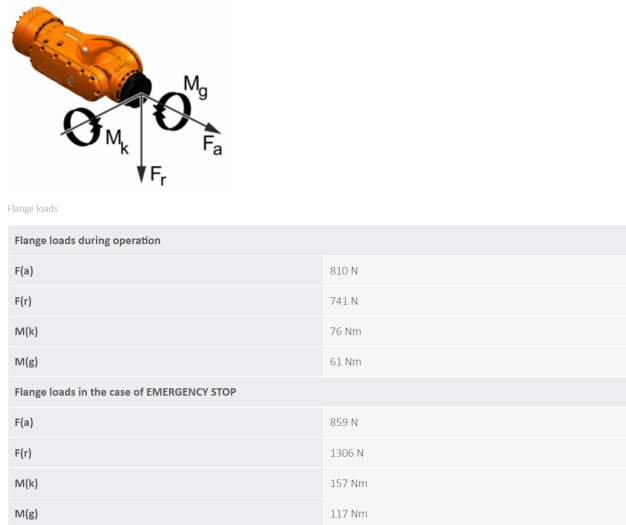 Mg
Mk
Fa
Fr
Flange loads
Flange loads during operation
F(a) 810 N
F(r) 741 N
M(k) 76 Nm
M(g) 61 Nm
Flange loads in the case of EMERGENCY STOP
F(a) 859 N
F(r) 1306 N
M(k) 157 Nm
M(g) 117 Nm